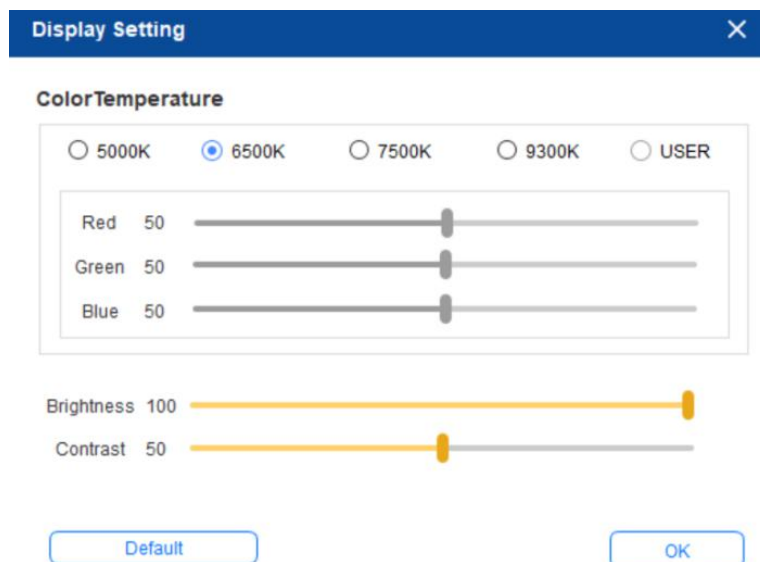 Display Setting
ColorTemperature
5000K 6500K 7500K 9300K USER
Red 50
Green 50
Blue 50
Brightness 100
Contrast 50
Default OK